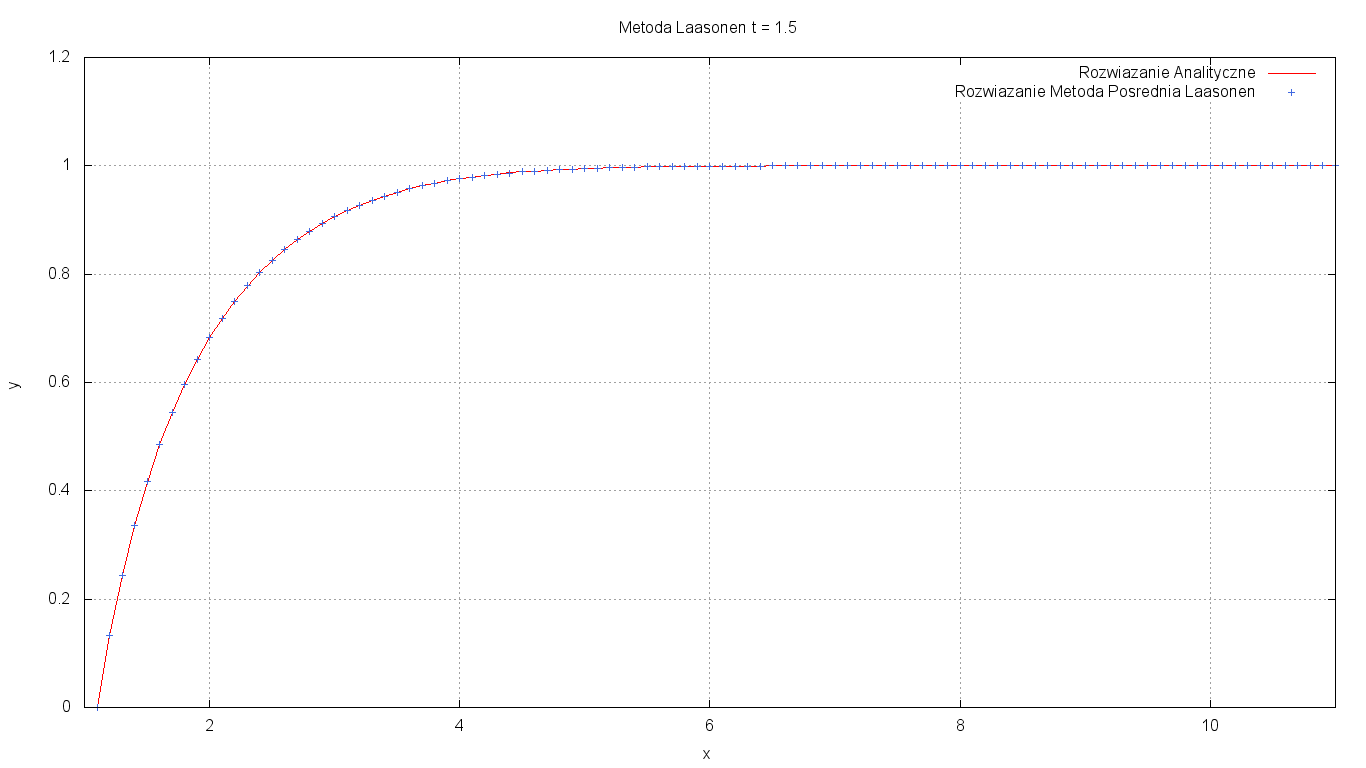 Metoda Laasonen t = 1.5
1.2
Rozwiazanie Analityczne
Rozwiazanie Metoda Posrednia Laasonen
1
0.8
0.6
y
0.4
0.2
0
2 4 6 8 10
x